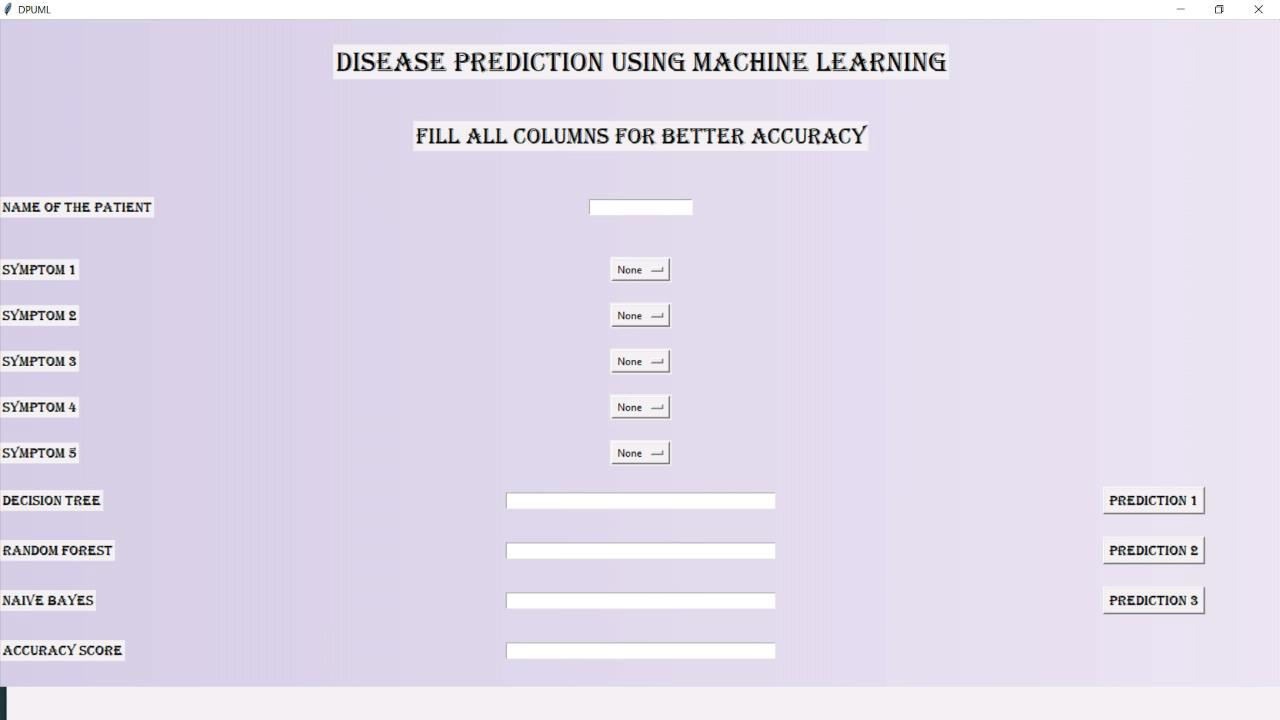 DPUML
DISEASE PREDICTION USING MACHINE LEARNING
FILL ALL COLUMNS FOR BETTER ACCURACY
NAME OF THE PATIENT
SYMPTOM 1 None
SYMPTOM 2 None
SYMPTOM 3 None
SYMPTOM 4 None
SYMPTOM 5 None
DECISION TREE PREDICTION 1
RANDOM FOREST PREDICTION 2
NAIVE BAYES PREDICTION 3
ACCURACY SCORE